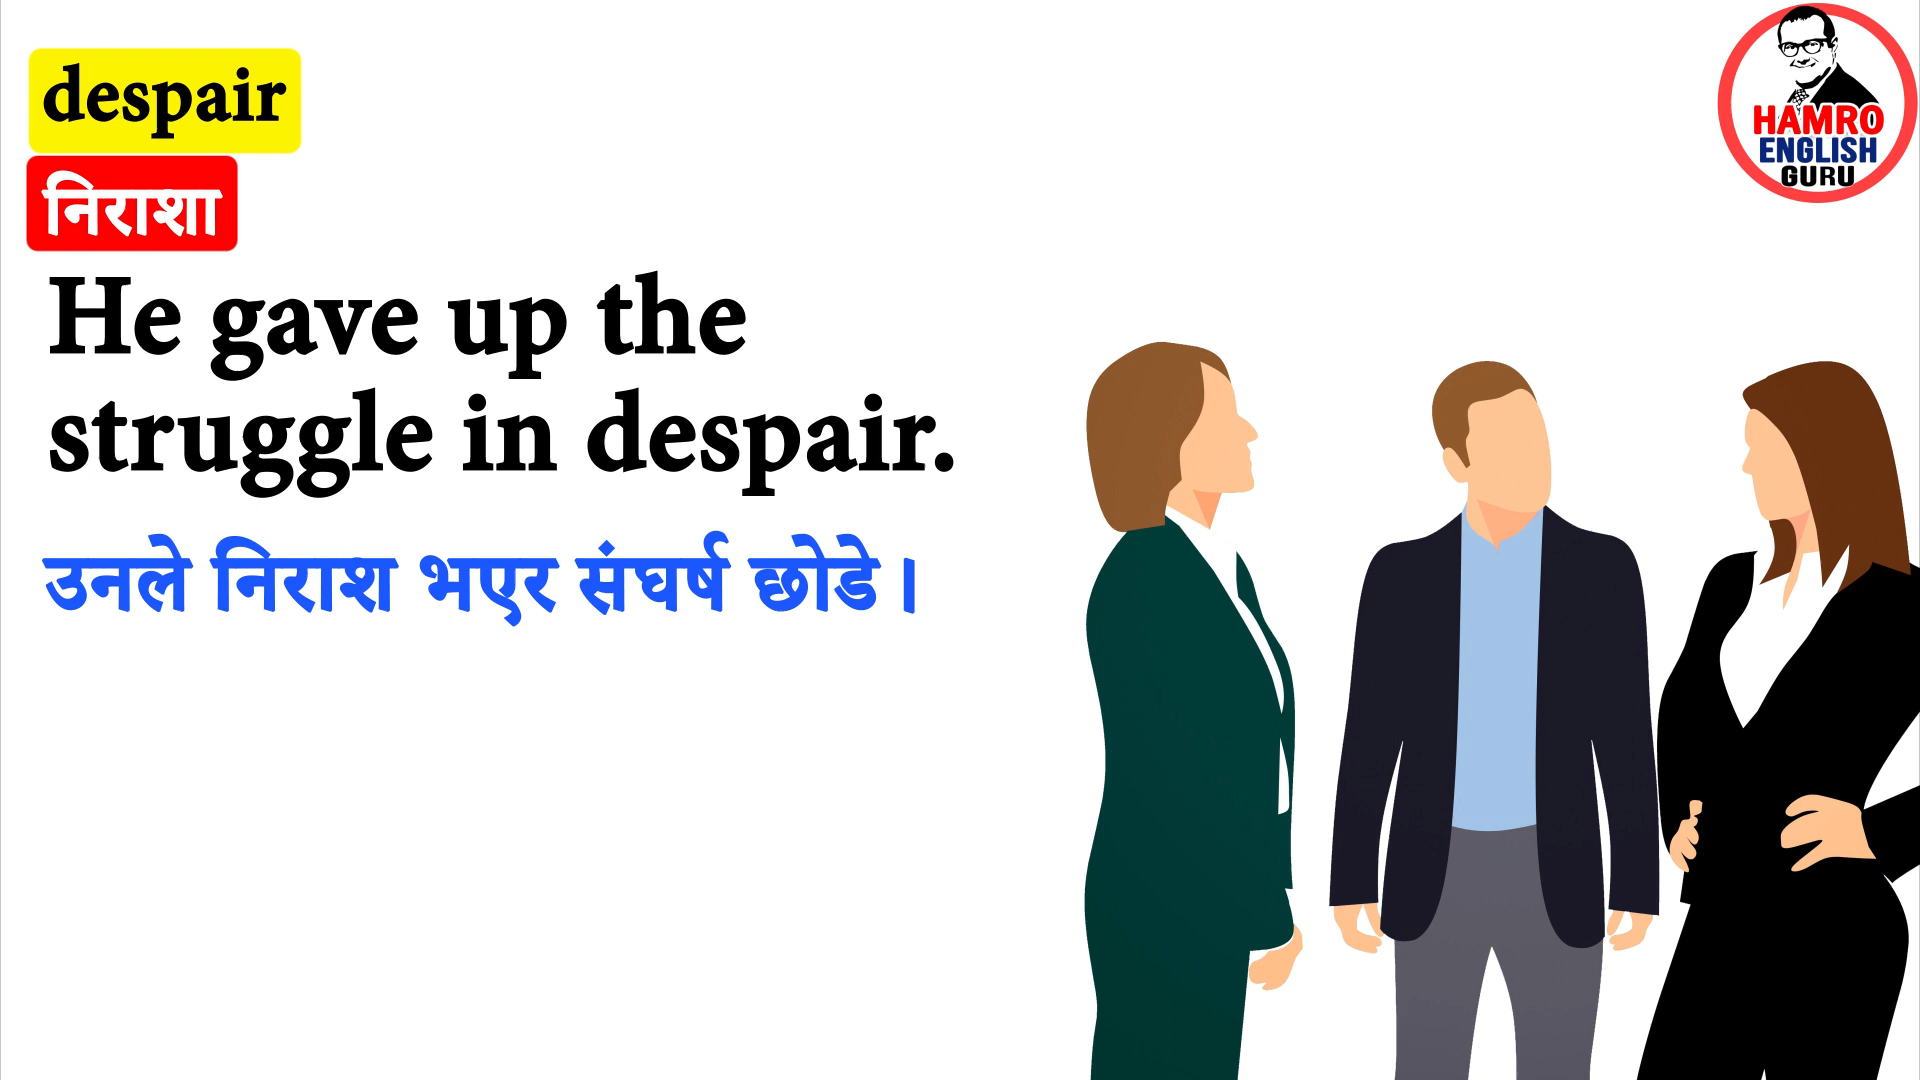 despair
निराशा
He gave up the
struggle in despair.
उनले निराश भएर संघर्ष छोडे।
HAMRO
ENGLISH
GURU